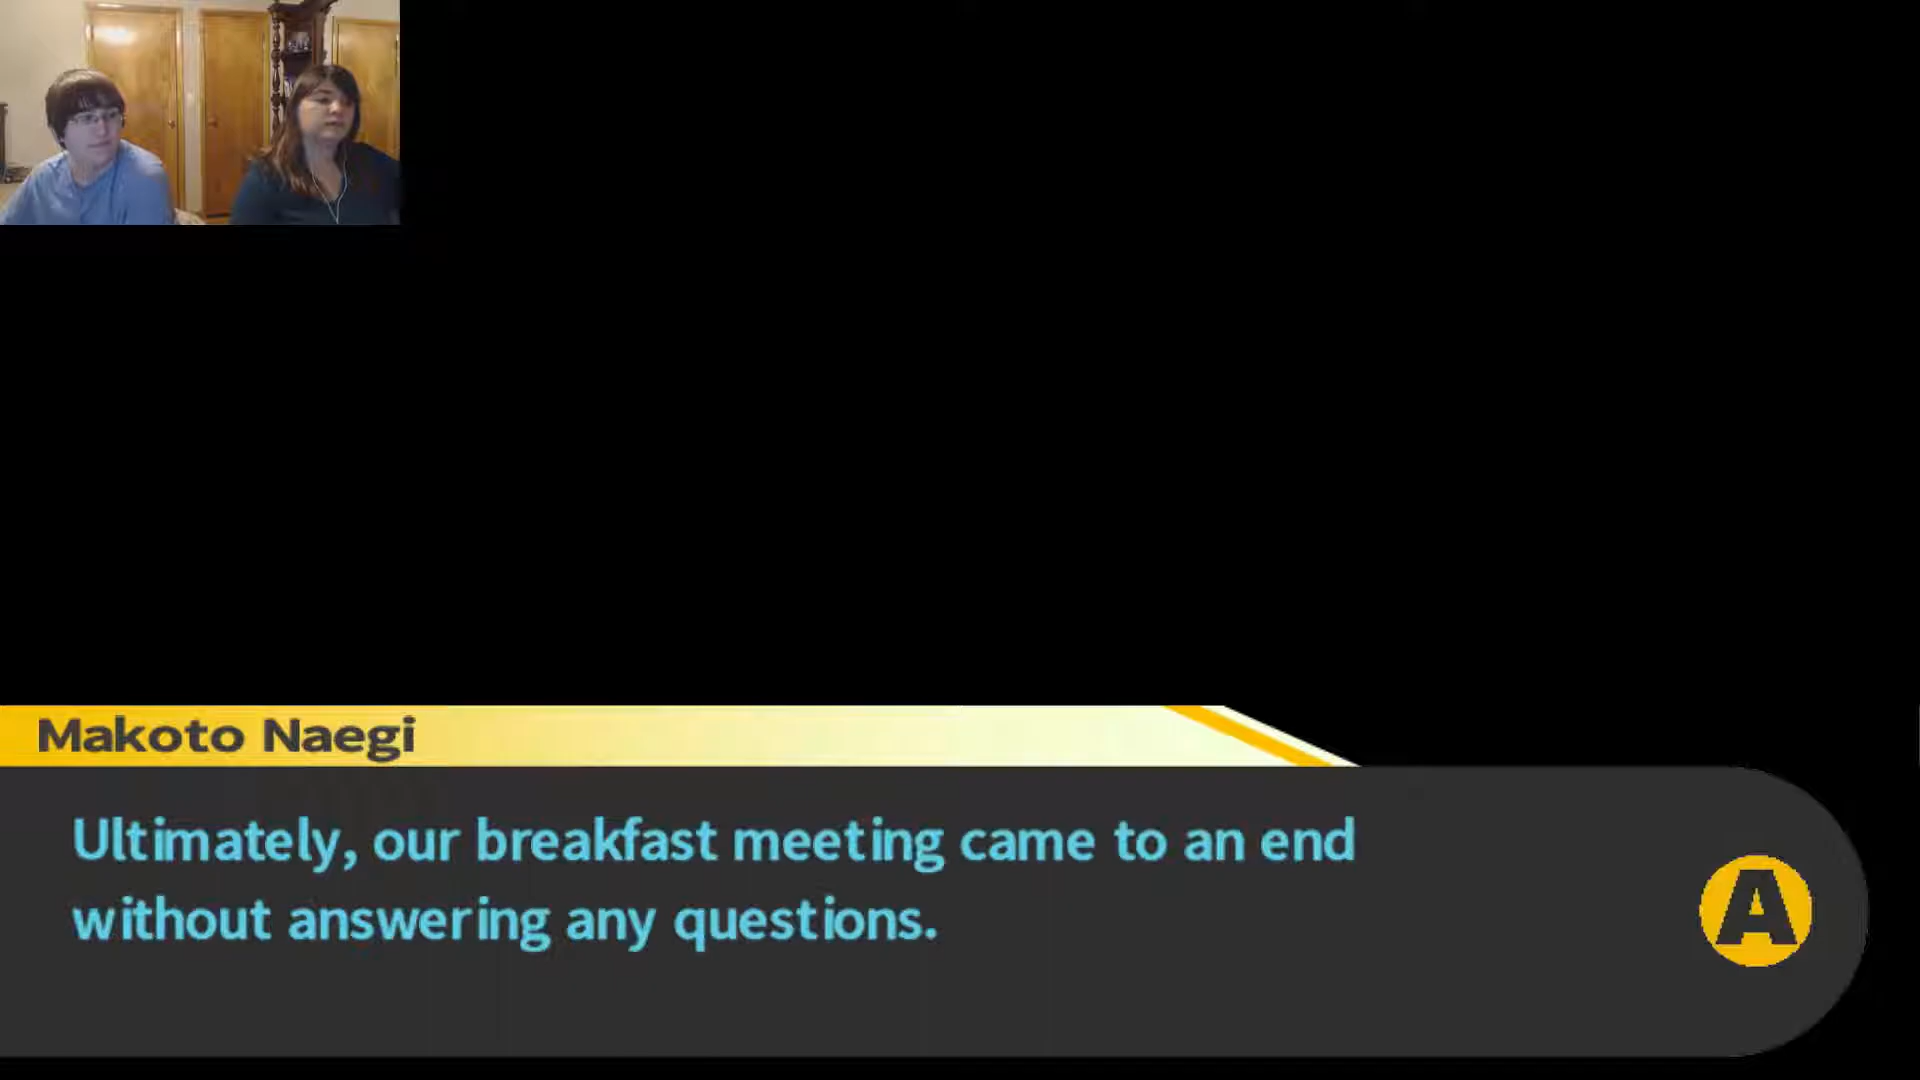 Makoto Naegi
Ultimately, our breakfast meeting came to an end
without answering any questions.
A